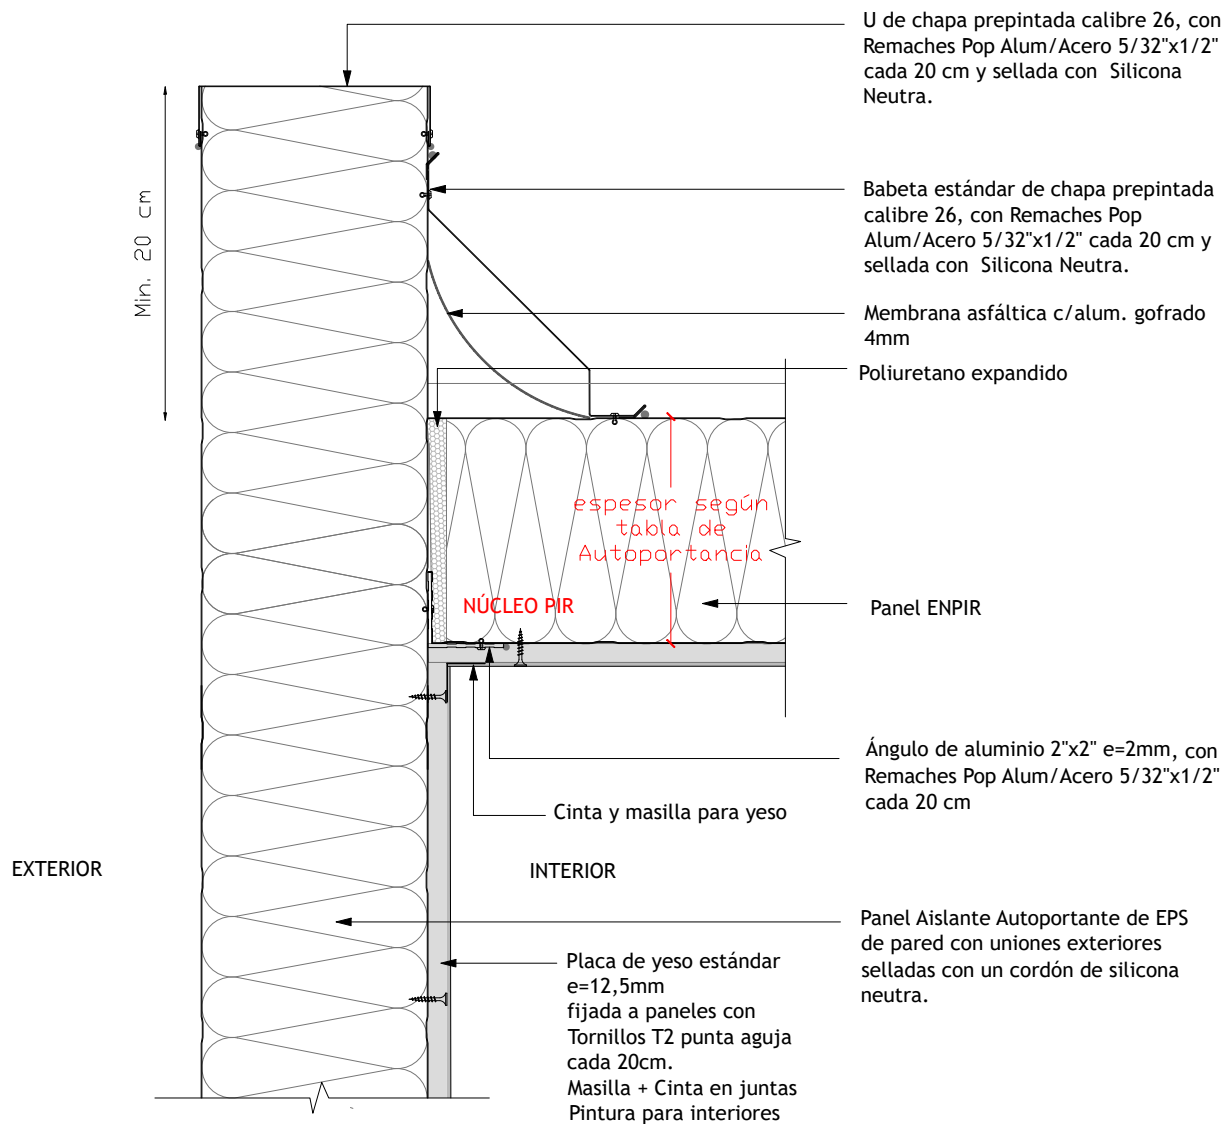 U de chapa prepintada calibre 26, con
Remaches Pop Alum/Acero 5/32"x1/2"
cada 20 cm y sellada con Silicona
Neutra.
Min. 20 cm
Babeta estándar de chapa prepintada
calibre 26, con Remaches Pop
Alum/Acero 5/32"x1/2" cada 20 cm y
sellada con Silicona Neutra.
Membrana asfáltica c/alum. gofrado
4mm
Poliuretano expandido
espesor según
tabla de
Autoportancia
NÚCLEO PIR
Panel ENPIR
Ángulo de aluminio 2"x2" e=2mm, con
Remaches Pop Alum/Acero 5/32"x1/2"
cada 20 cm
Cinta y masilla para yeso
EXTERIOR
INTERIOR
Panel Aislante Autoportante de EPS
de pared con uniones exteriores
selladas con un cordón de silicona
neutra.
Placa de yeso estándar
e=12,5mm
fijada a paneles con
Tornillos T2 punta aguja
cada 20cm.
Masilla + Cinta en juntas
Pintura para interiores